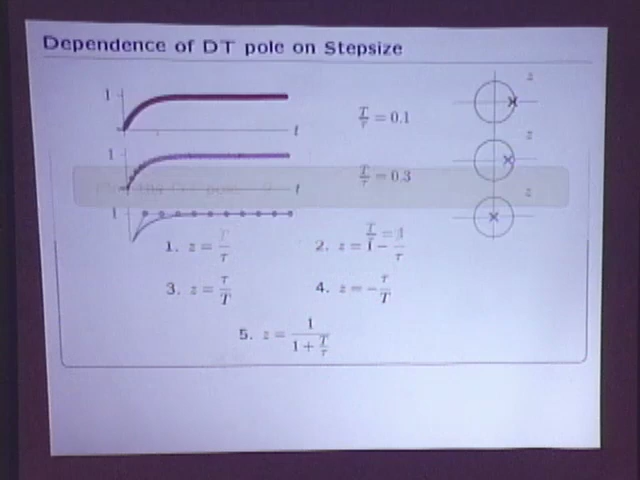 Dependence of DT pole on Stepsize
1
t
T/τ = 0.1
z
1
t
T/τ = 0.3
z
1
T/τ = 1
z
1. z = T/τ
2. z = 1 − T/τ
3. z = τ/T
4. z = −τ/T
5. z = 1/(1 + T/τ)